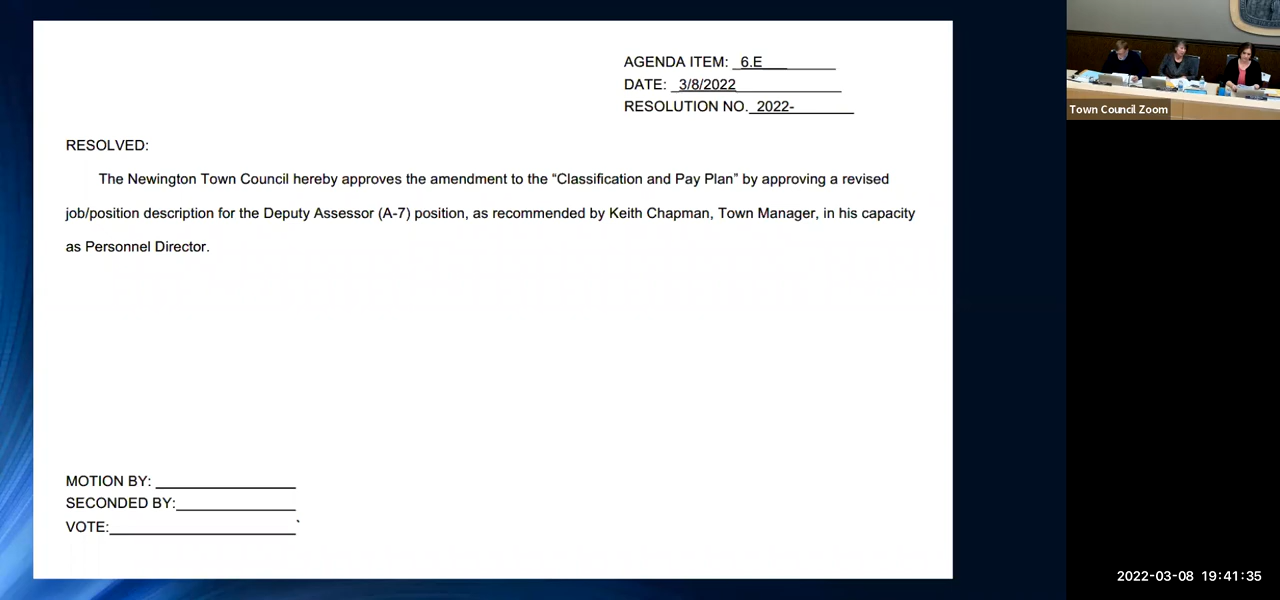 AGENDA ITEM: 6.E
DATE: 3/8/2022
RESOLUTION NO. 2022-
RESOLVED:
The Newington Town Council hereby approves the amendment to the “Classification and Pay Plan” by approving a revised
job/position description for the Deputy Assessor (A-7) position, as recommended by Keith Chapman, Town Manager, in his capacity
as Personnel Director.
MOTION BY:
SECONDED BY:
VOTE:
Town Council Zoom
2022-03-08 19:41:35